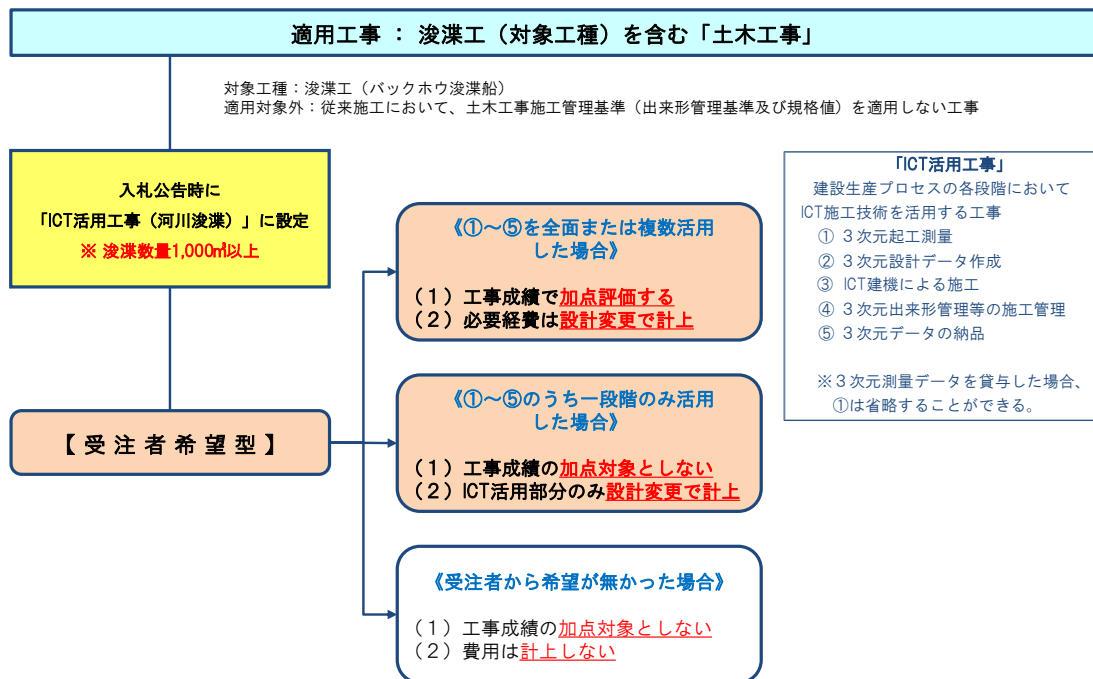 適用工事 ： 浚渫工（対象工種）を含む「土木工事」
対象工種：浚渫工（バックホウ浚渫船）
適用対象外：従来施工において、土木工事施工管理基準（出来形管理基準及び規格値）を適用しない工事
入札公告時に
「ICT活用工事（河川浚渫）」に設定
※ 浚渫数量1,000㎥以上
【 受 注 者 希 望 型 】
《①～⑤を全面または複数活用
した場合》
（１）工事成績で加点評価する
（２）必要経費は設計変更で計上
《①～⑤のうち一段階のみ活用
した場合》
（１）工事成績の加点対象としない
（２）ICT活用部分のみ設計変更で計上
《受注者から希望が無かった場合》
（１）工事成績の加点対象としない
（２）費用は計上しない
「ICT活用工事」
建設生産プロセスの各段階において
ICT施工技術を活用する工事
① ３次元起工測量
② ３次元設計データ作成
③ ICT建機による施工
④ ３次元出来形管理等の施工管理
⑤ ３次元データの納品
※３次元測量データを貸与した場合、
①は省略することができる。